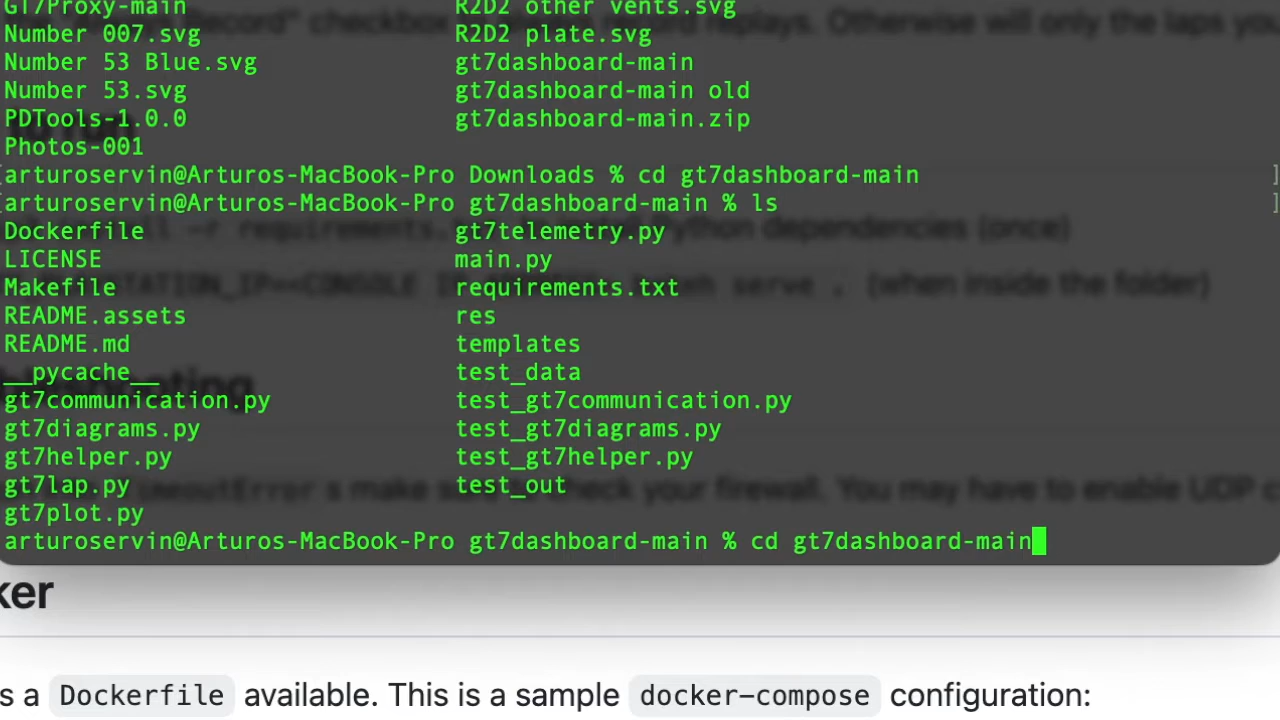 GT7Proxy-main R2D2 other vents.svg
Number 007.svg R2D2 plate.svg
Number 53 Blue.svg gt7dashboard-main
Number 53.svg gt7dashboard-main old
PDTools-1.0.0 gt7dashboard-main.zip
Photos-001
[arturoservin@Arturos-MacBook-Pro Downloads % cd gt7dashboard-main ]
[arturoservin@Arturos-MacBook-Pro gt7dashboard-main % ls ]
Dockerfile gt7telemetry.py
LICENSE main.py
Makefile requirements.txt
README.assets res
README.md templates
__pycache__ test_data
gt7communication.py test_gt7communication.py
gt7diagrams.py test_gt7diagrams.py
gt7helper.py test_gt7helper.py
gt7lap.py test_out
gt7plot.py
arturoservin@Arturos-MacBook-Pro gt7dashboard-main % cd gt7dashboard-main
ker
s a Dockerfile available. This is a sample docker-compose configuration: